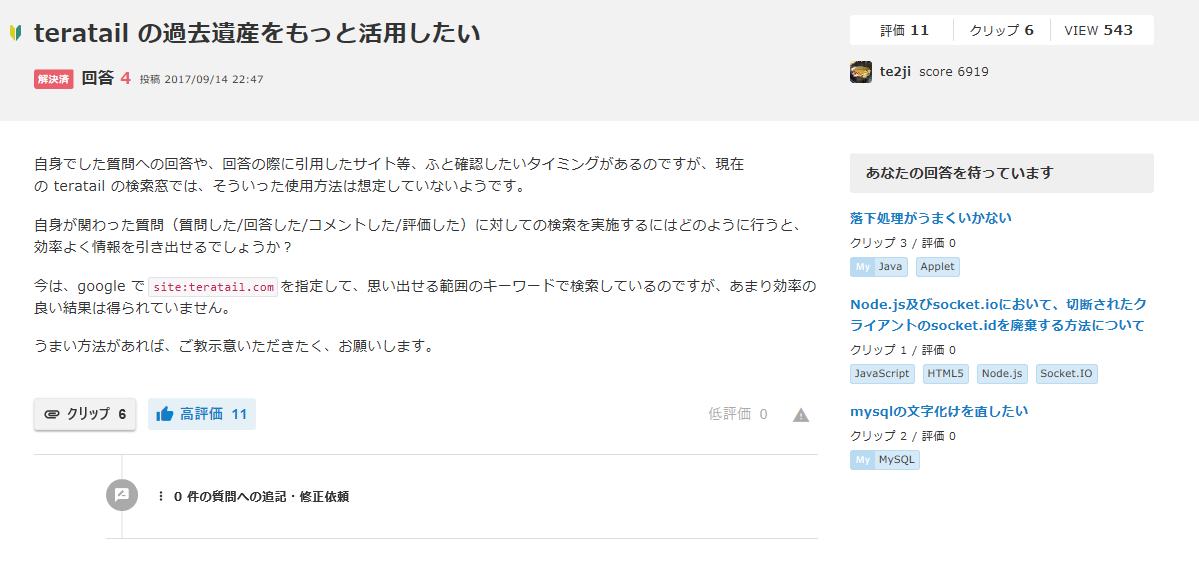 teratail の過去遺産をもっと活用したい
解決済 回答 4 投稿 2017/09/14 22:47
評価 11 クリップ 6 VIEW 543
te2ji score 6919
自身でした質問への回答や、回答の際に引用したサイト等、ふと確認したいタイミングがあるのですが、現在
の teratail の検索窓では、そういった使用方法は想定していないようです。
自身が関わった質問（質問した/回答した/コメントした/評価した）に対しての検索を実施するにはどのように行うと、
効率よく情報を引き出せるでしょうか？
今は、google で site:teratail.com を指定して、思い出せる範囲のキーワードで検索しているのですが、あまり効率の
良い結果は得られていません。
うまい方法があれば、ご教示意いただきたく、お願いします。
クリップ 6 高評価 11 低評価 0
0 件の質問への追記・修正依頼
あなたの回答を待っています
落下処理がうまくいかない
クリップ 3 / 評価 0
My Java Applet
Node.js及びsocket.ioにおいて、切断されたク
ライアントのsocket.idを廃棄する方法について
クリップ 1 / 評価 0
JavaScript HTML5 Node.js Socket.IO
mysqlの文字化けを直したい
クリップ 2 / 評価 0
My MySQL